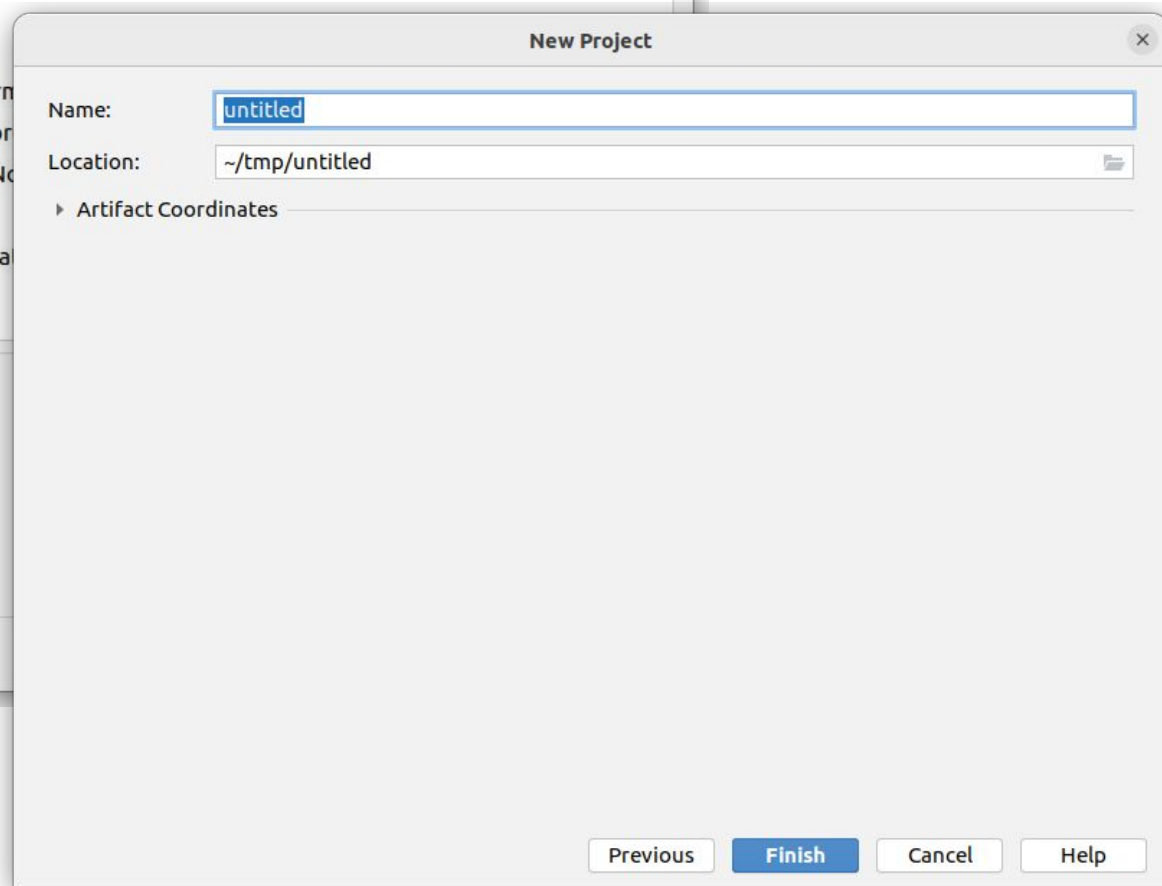 New Project
Name: untitled
Location: ~/tmp/untitled
Artifact Coordinates
Previous Finish Cancel Help